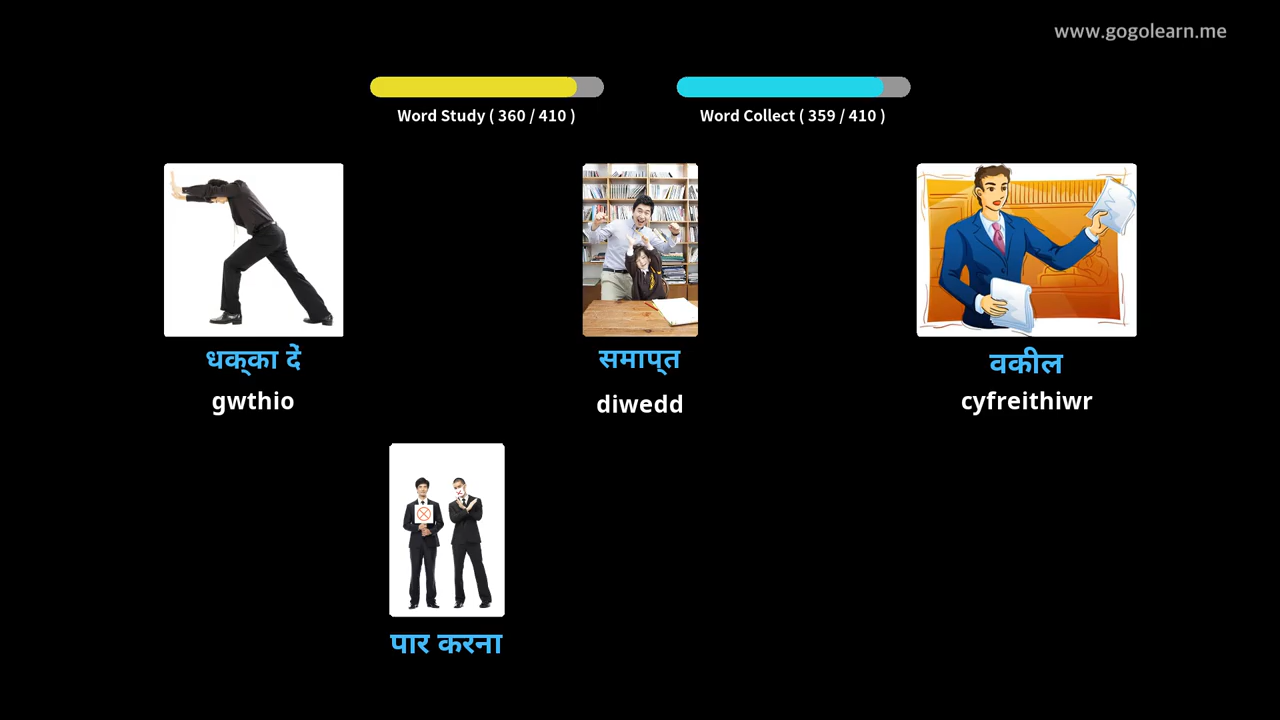 www.gogolearn.me
Word Study ( 360 / 410 )
Word Collect ( 359 / 410 )
धक्का दें
समाप्त
वकील
gwthio
diwedd
cyfreithiwr
पार करना